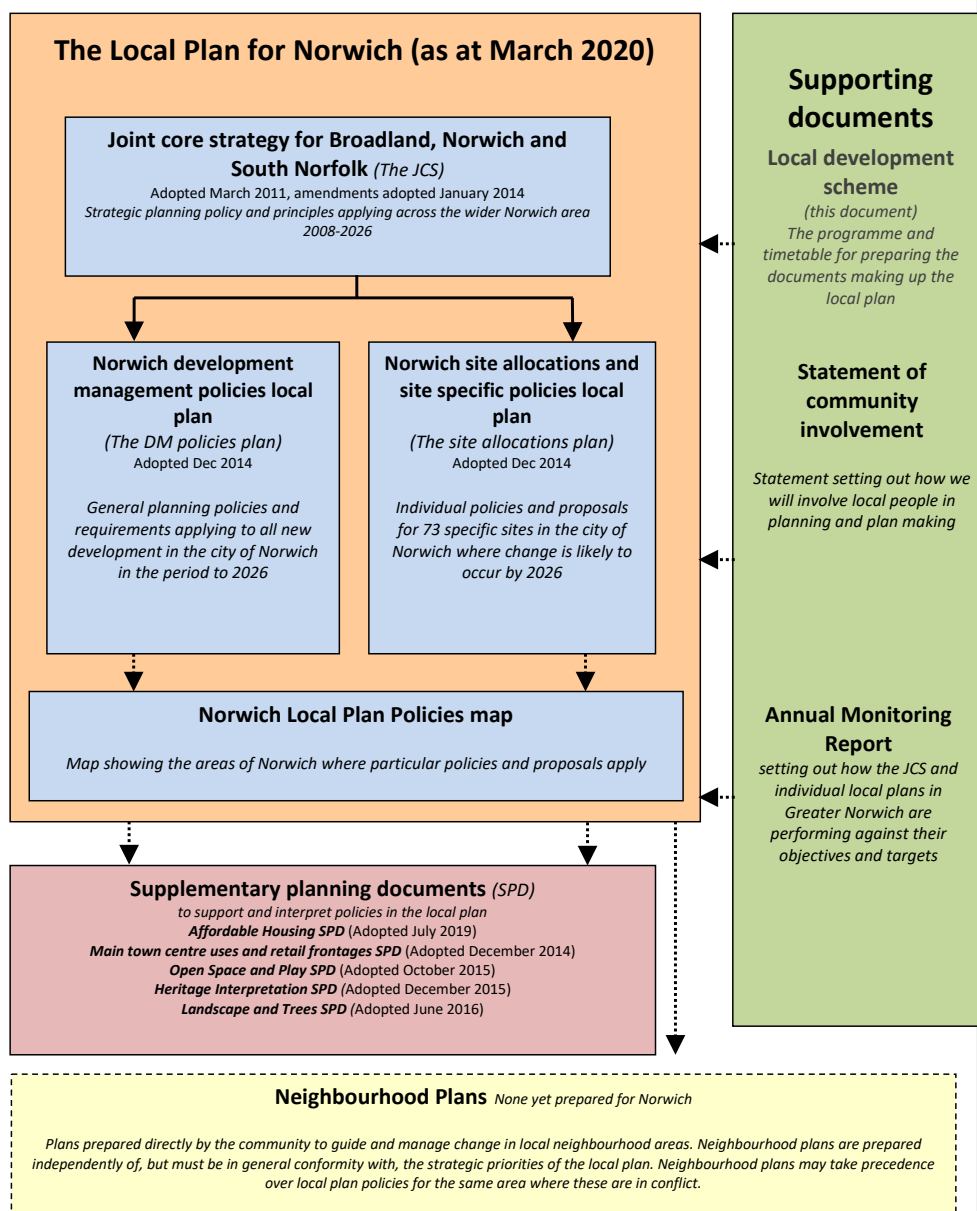 The Local Plan for Norwich (as at March 2020)
Joint core strategy for Broadland, Norwich and
South Norfolk (The JCS)
Adopted March 2011, amendments adopted January 2014
Strategic planning policy and principles applying across the wider Norwich area
2008-2026
Norwich development
management policies local
plan
(The DM policies plan)
Adopted Dec 2014
General planning policies and
requirements applying to all new
development in the city of Norwich
in the period to 2026
Norwich site allocations and
site specific policies local
plan
(The site allocations plan)
Adopted Dec 2014
Individual policies and proposals
for 73 specific sites in the city of
Norwich where change is likely to
occur by 2026
Norwich Local Plan Policies map
Map showing the areas of Norwich where particular policies and proposals apply
Supporting
documents
Local development
scheme
(this document)
The programme and
timetable for preparing the
documents making up the
local plan
Statement of
community
involvement
Statement setting out how we
will involve local people in
planning and plan making
Annual Monitoring
Report
setting out how the JCS and
individual local plans in
Greater Norwich are
performing against their
objectives and targets
Supplementary planning documents (SPD)
to support and interpret policies in the local plan
Affordable Housing SPD (Adopted July 2019)
Main town centre uses and retail frontages SPD (Adopted December 2014)
Open Space and Play SPD (Adopted October 2015)
Heritage Interpretation SPD (Adopted December 2015)
Landscape and Trees SPD (Adopted June 2016)
Neighbourhood Plans None yet prepared for Norwich
Plans prepared directly by the community to guide and manage change in local neighbourhood areas. Neighbourhood plans are prepared
independently of, but must be in general conformity with, the strategic priorities of the local plan. Neighbourhood plans may take precedence
over local plan policies for the same area where these are in conflict.